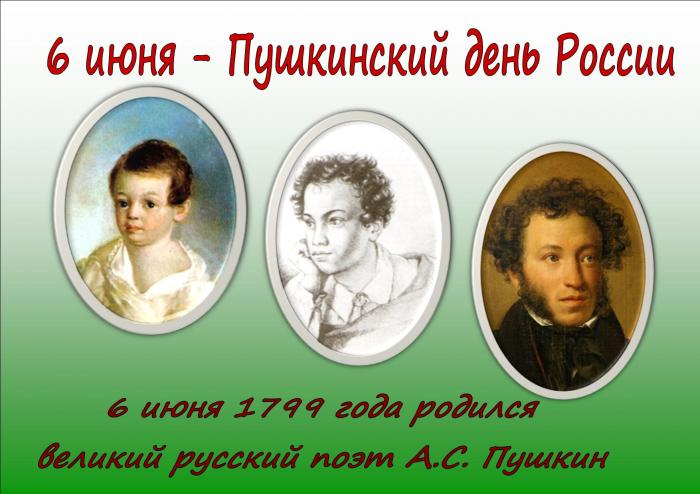 6 июня - Пушкинский день России
6 июня 1799 года родился
великий русский поэт А.С. Пушкин